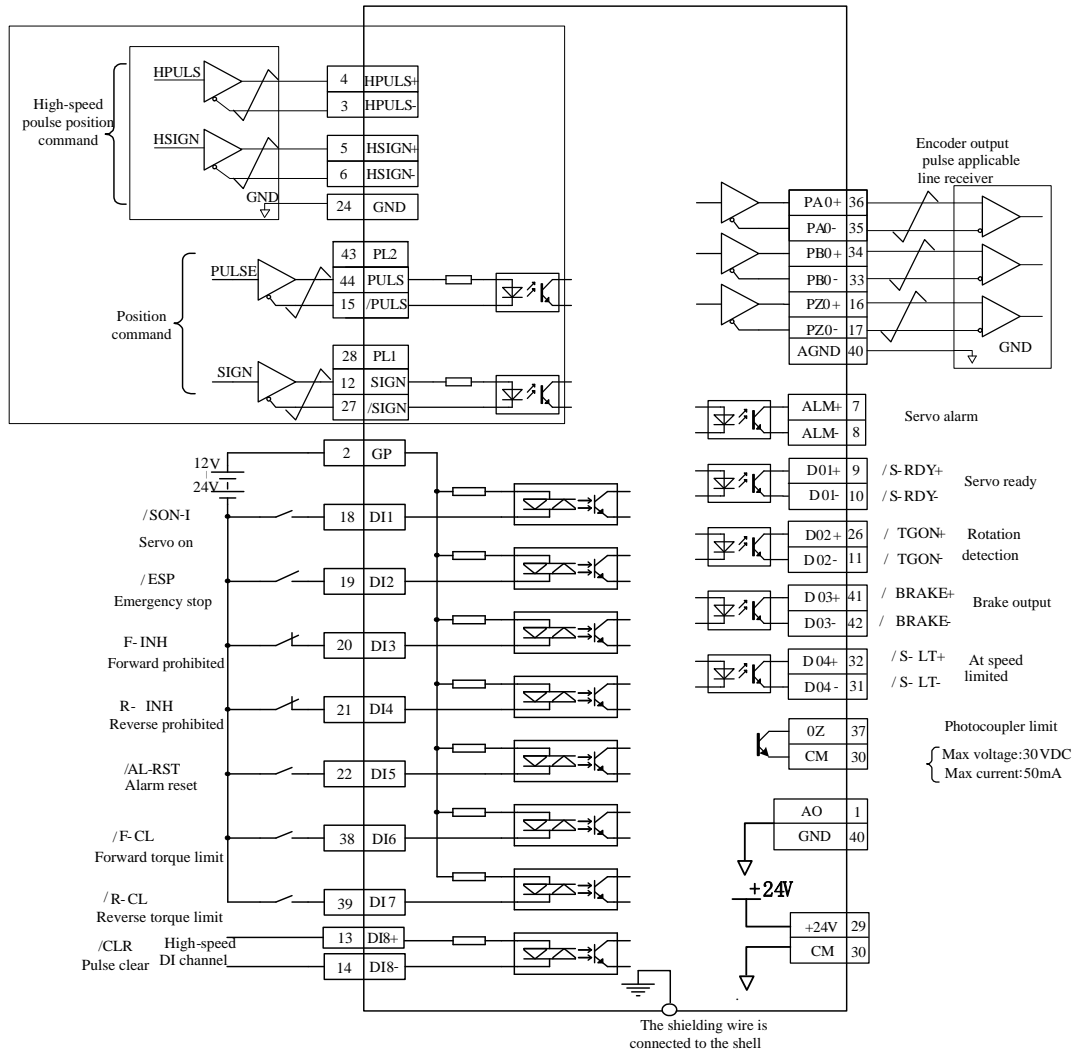 HPULS
4 HPULS+
3 HPULS-
High-speed
poulse position
command
HSIGN
5 HSIGN+
6 HSIGN-
GND
24 GND
43 PL2
PULSE
44 PULS
15 /PULS
Position
command
28 PL1
SIGN
12 SIGN
27 /SIGN
2 GP
12V
24V
/SON-I
Servo on
18 DI1
/ESP
Emergency stop
19 DI2
F-INH
Forward prohibited
20 DI3
R- INH
Reverse prohibited
21 DI4
/AL-RST
Alarm reset
22 DI5
/F-CL
Forward torque limit
38 DI6
/R-CL
Reverse torque limit
39 DI7
/CLR
Pulse clear
High-speed
DI channel
13 DI8+
14 DI8-
Encoder output
pulse applicable
line receiver
PA0+ 36
PA0- 35
PB0+ 34
PB0- 33
PZ0+ 16
PZ0- 17
AGND 40
GND
ALM+ 7
ALM- 8
Servo alarm
D01+ 9 /S-RDY+
D01- 10 /S-RDY-
Servo ready
D02+ 26 / TGON+
D02- 11 / TGON-
Rotation
detection
D03+ 41 / BRAKE+
D03- 42 / BRAKE-
Brake output
D04+ 32 /S- LT+
D04- 31 /S- LT-
At speed
limited
0Z 37
CM 30
Photocoupler limit
Max voltage:30VDC
Max current:50mA
AO 1
GND 40
+24V
+24V 29
CM 30
The shielding wire is
connected to the shell